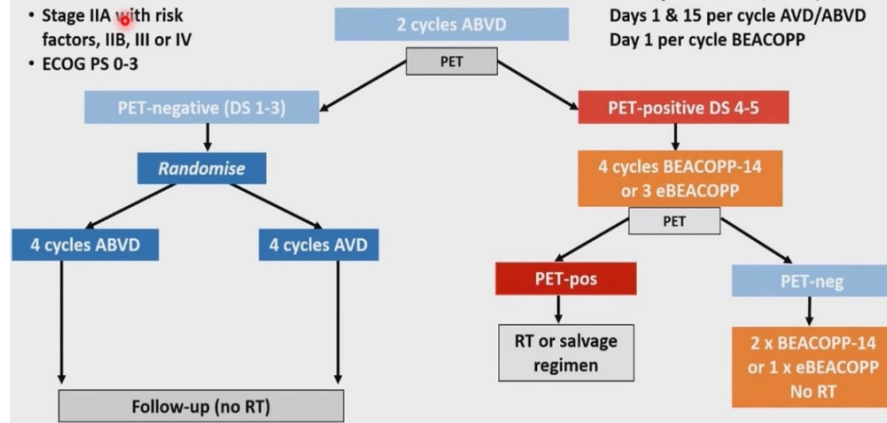 • Stage IIA with risk
factors, IIB, III or IV
• ECOG PS 0-3
2 cycles ABVD
Days 1 & 15 per cycle AVD/ABVD
Day 1 per cycle BEACOPP
PET
PET-negative (DS 1-3)
PET-positive DS 4-5
Randomise
4 cycles BEACOPP-14
or 3 eBEACOPP
PET
4 cycles ABVD
4 cycles AVD
PET-pos
PET-neg
RT or salvage
regimen
2 x BEACOPP-14
or 1 x eBEACOPP
No RT
Follow-up (no RT)